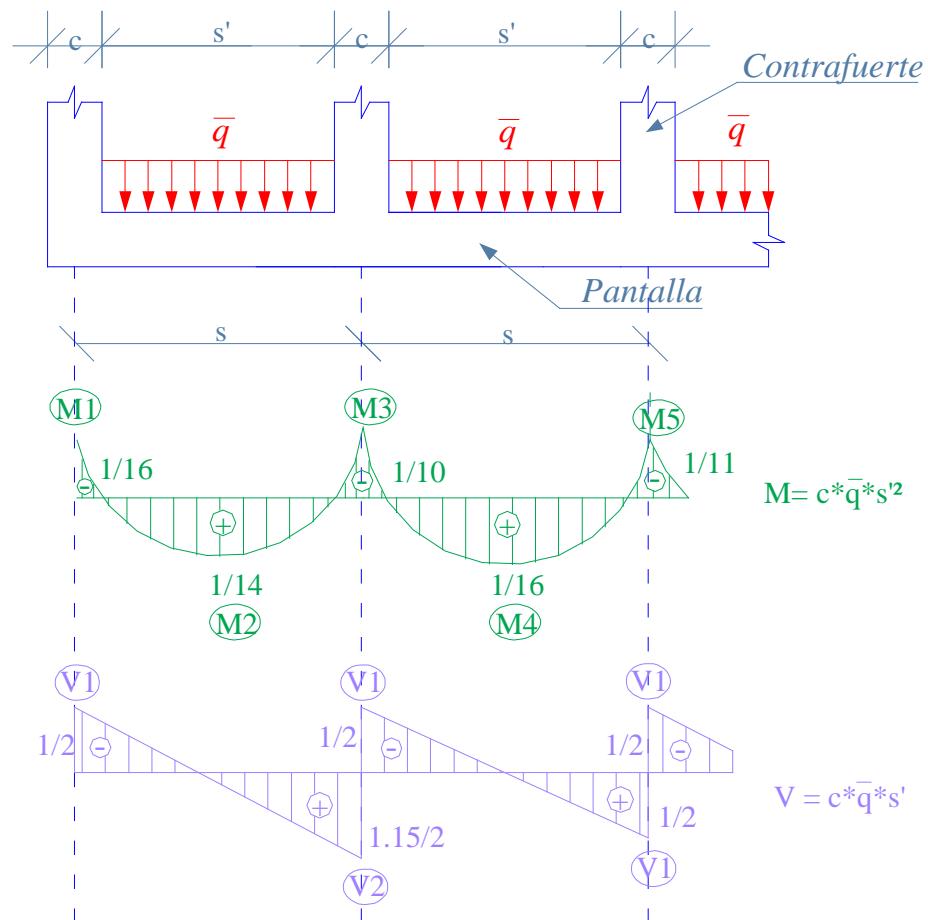 c s' c s' c
Contrafuerte
q̅ q̅ q̅
Pantalla
s s
M1 M3 M5
1/16 1/10 1/11
- - -
M= c*q̅*s'²
+ +
1/14 1/16
M2 M4
V1 V1 V1
1/2 - 1/2 - 1/2 -
+ +
V = c*q̅*s'
1.15/2 1/2
V2 V1